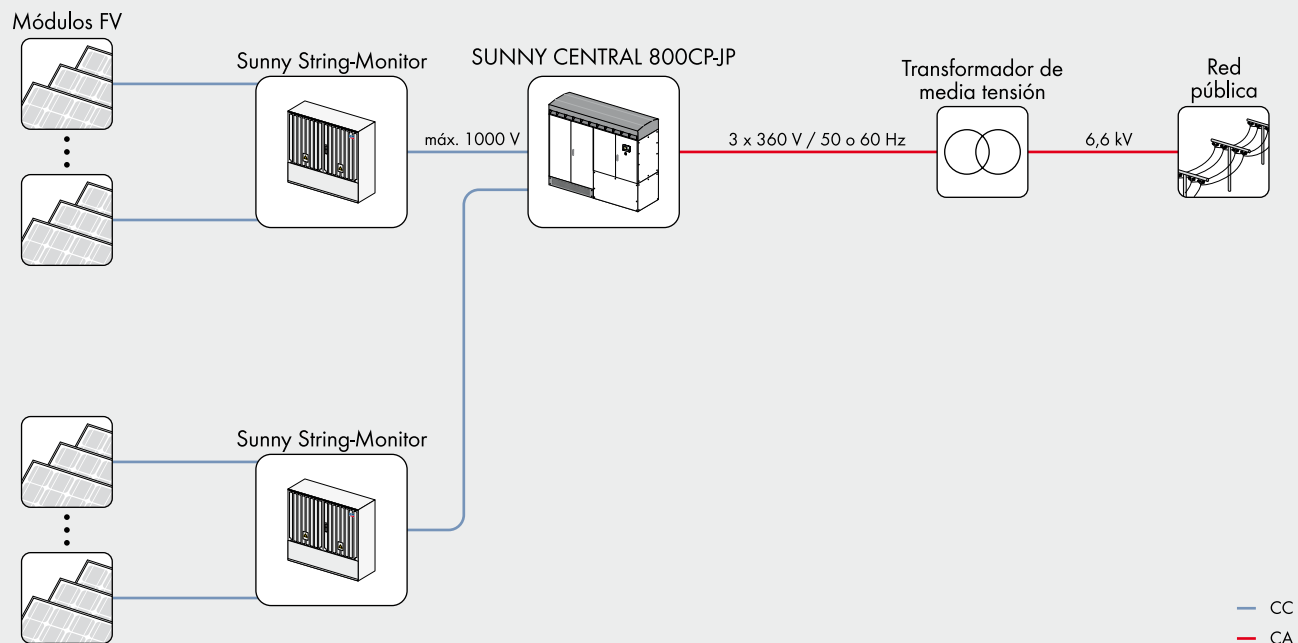 Módulos FV
Sunny String-Monitor
SUNNY CENTRAL 800CP-JP
Transformador de
media tensión
Red
pública
máx. 1000 V
3 x 360 V / 50 o 60 Hz
6,6 kV
Sunny String-Monitor
CC
CA